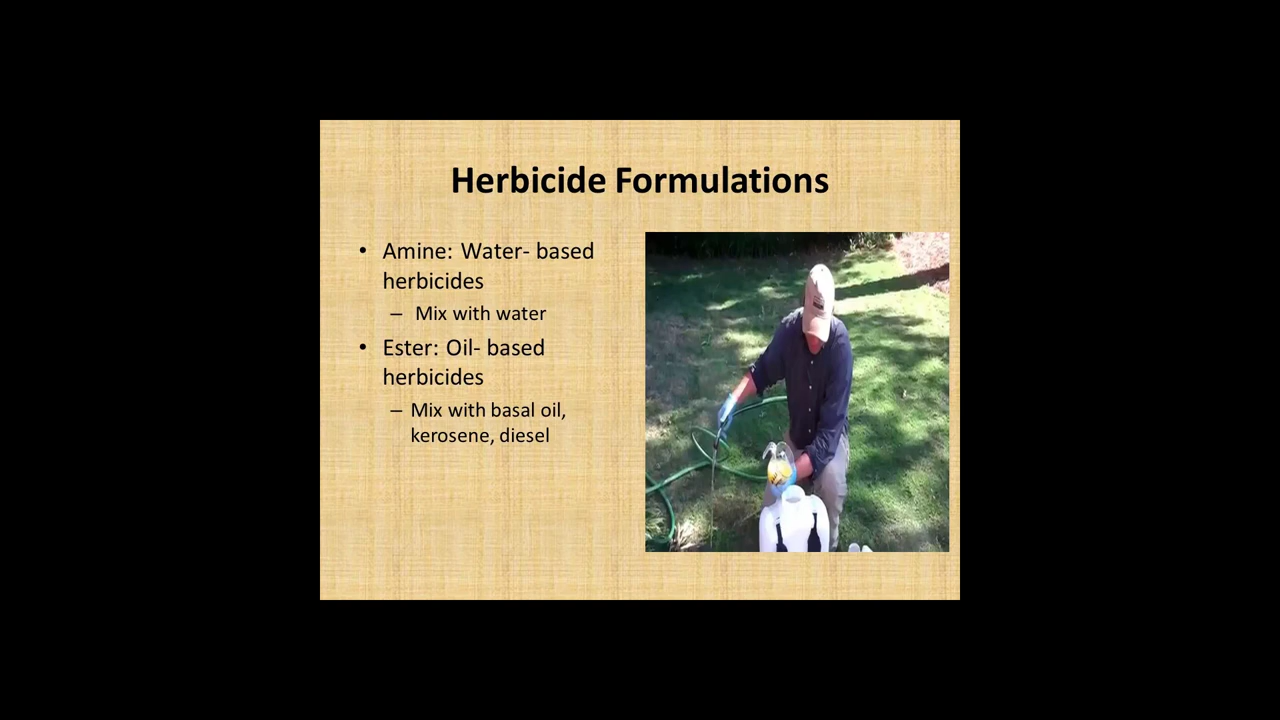 Herbicide Formulations
• Amine: Water- based
herbicides
– Mix with water
• Ester: Oil- based
herbicides
– Mix with basal oil,
kerosene, diesel